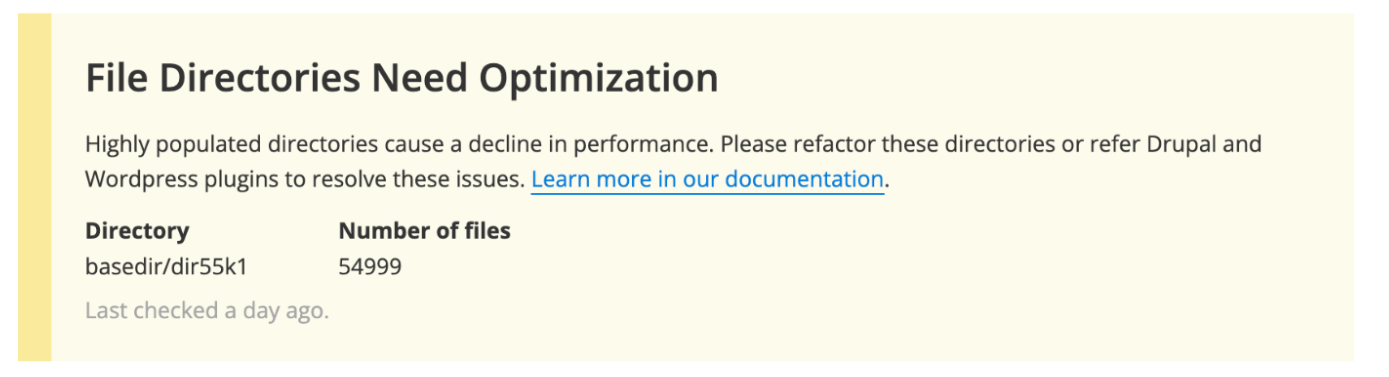 File Directories Need Optimization
Highly populated directories cause a decline in performance. Please refactor these directories or refer Drupal and
Wordpress plugins to resolve these issues. Learn more in our documentation.
Directory Number of files
basedir/dir55k1 54999
Last checked a day ago.